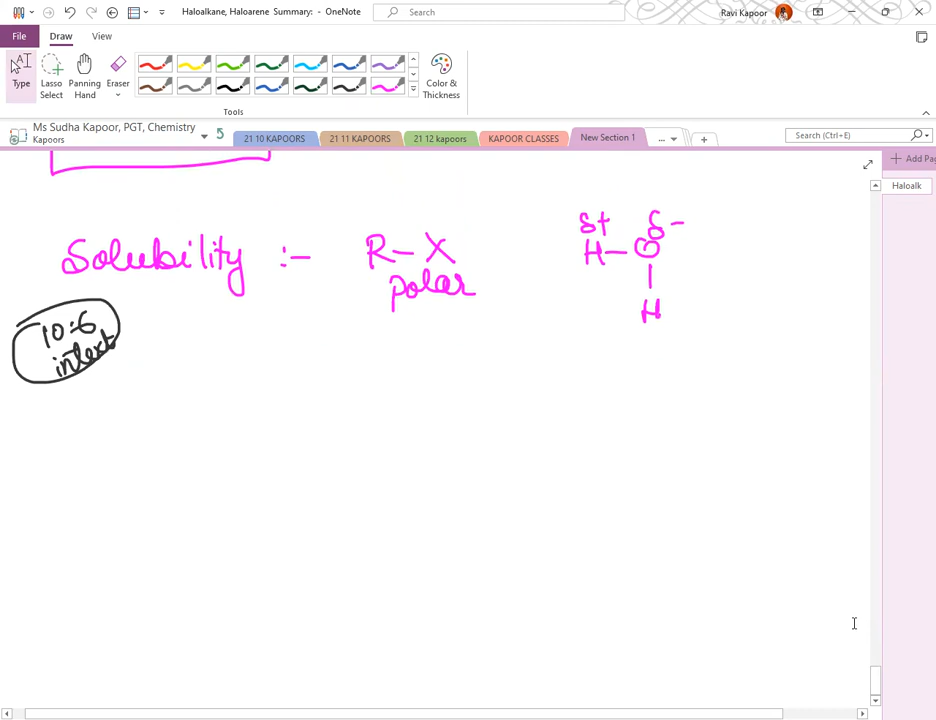 Haloalkane, Haloarene Summary: - OneNote
Search
Ravi Kapoor
File
Draw
View
Type
Lasso Select
Panning Hand
Eraser
Color & Thickness
Tools
Ms Sudha Kapoor, PGT, Chemistry
Kapoors
21 10 KAPOORS
21 11 KAPOORS
21 12 kapoors
KAPOOR CLASSES
New Section 1
...
+
Search (Ctrl+E)
+ Add Pag
Haloalk
Solubility :- R-X
polar
δ+ δ-
H-O
|
H
10.6
intext